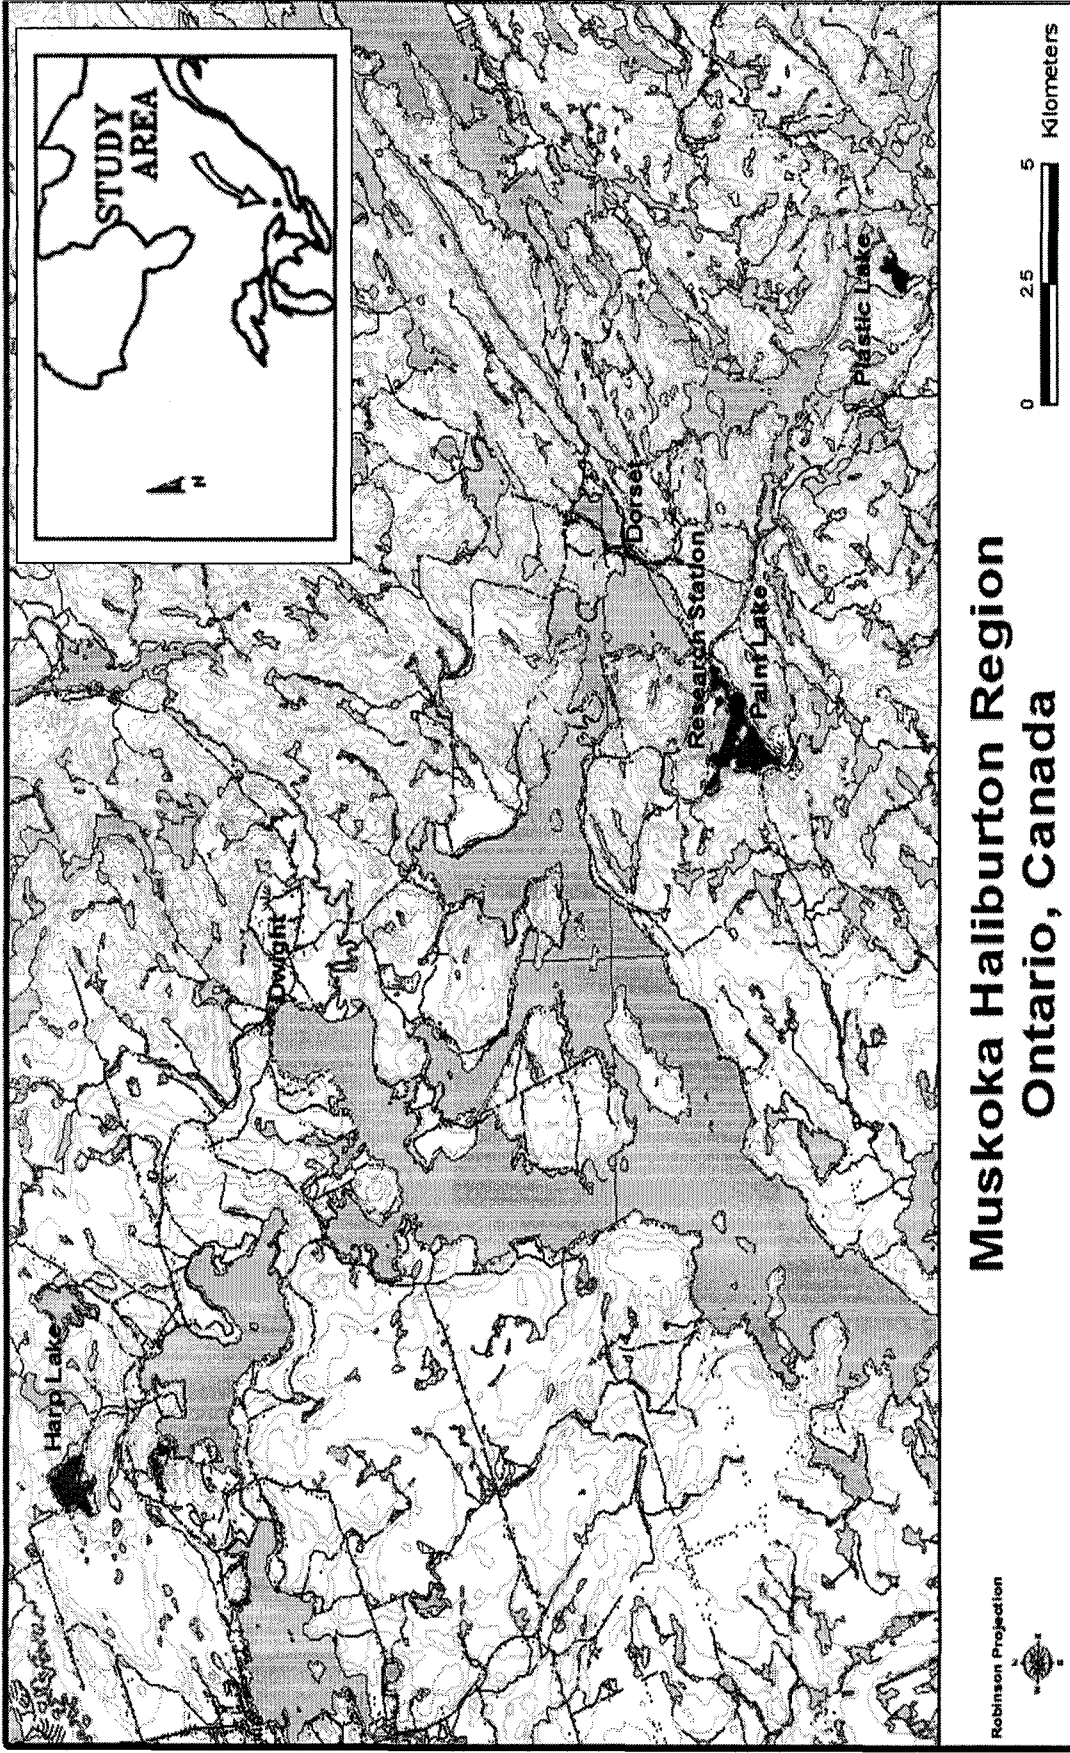 STUDY
AREA
N
Harp Lake
Dwight
Dorset
Research Station
Paint Lake
Plastic Lake
Muskoka Haliburton Region
Ontario, Canada
Robinson Projection
N
W
E
S
0
2.5
5
Kilometers